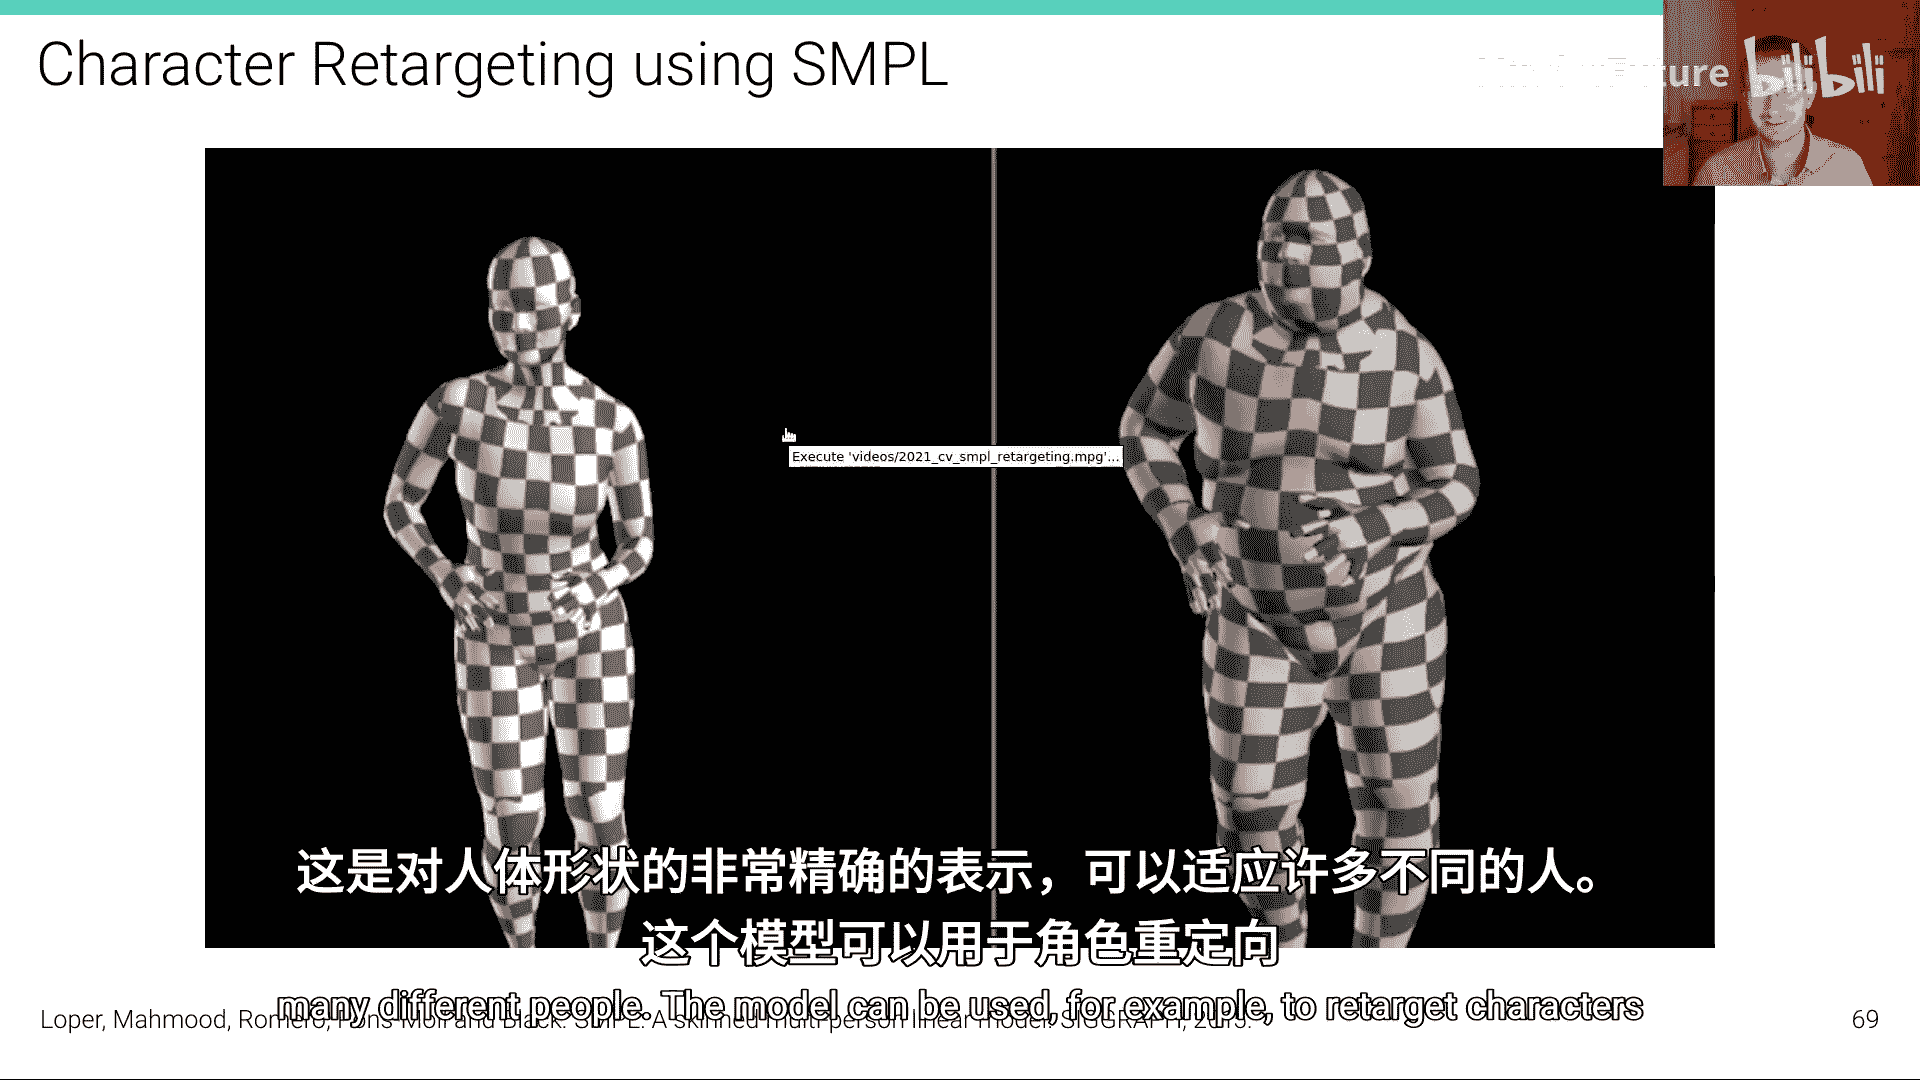 Character Retargeting using SMPL
ture bilibili
Execute 'videos/2021_cv_smpl_retargeting.mpg'...
这是对人体形状的非常精确的表示，可以适应许多不同的人。
这个模型可以用于角色重定向
many different people. The model can be used, for example, to retarget characters
Loper, Mahmood, Romero, Pons-Moll and Black: SMPL: A skinned multi-person linear model. SIGGRAPH, 2015.
69